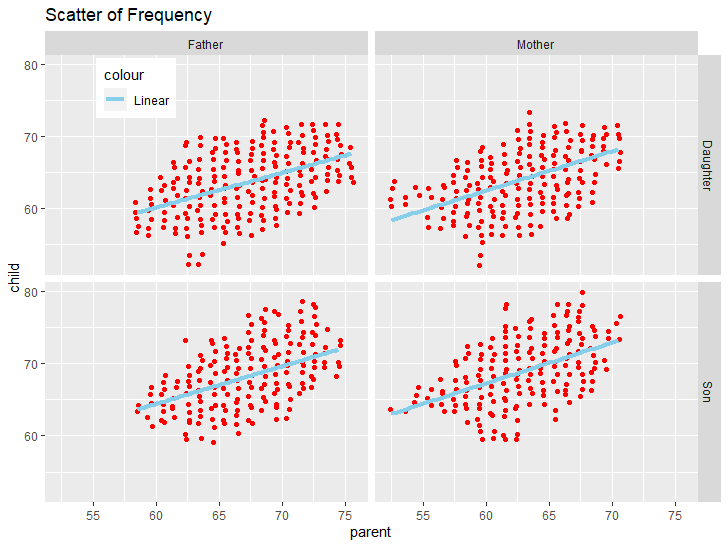 Scatter of Frequency
Father
Mother
colour
Linear
80
70
60
Daughter
child
80
70
60
Son
55 60 65 70 75 55 60 65 70 75
parent